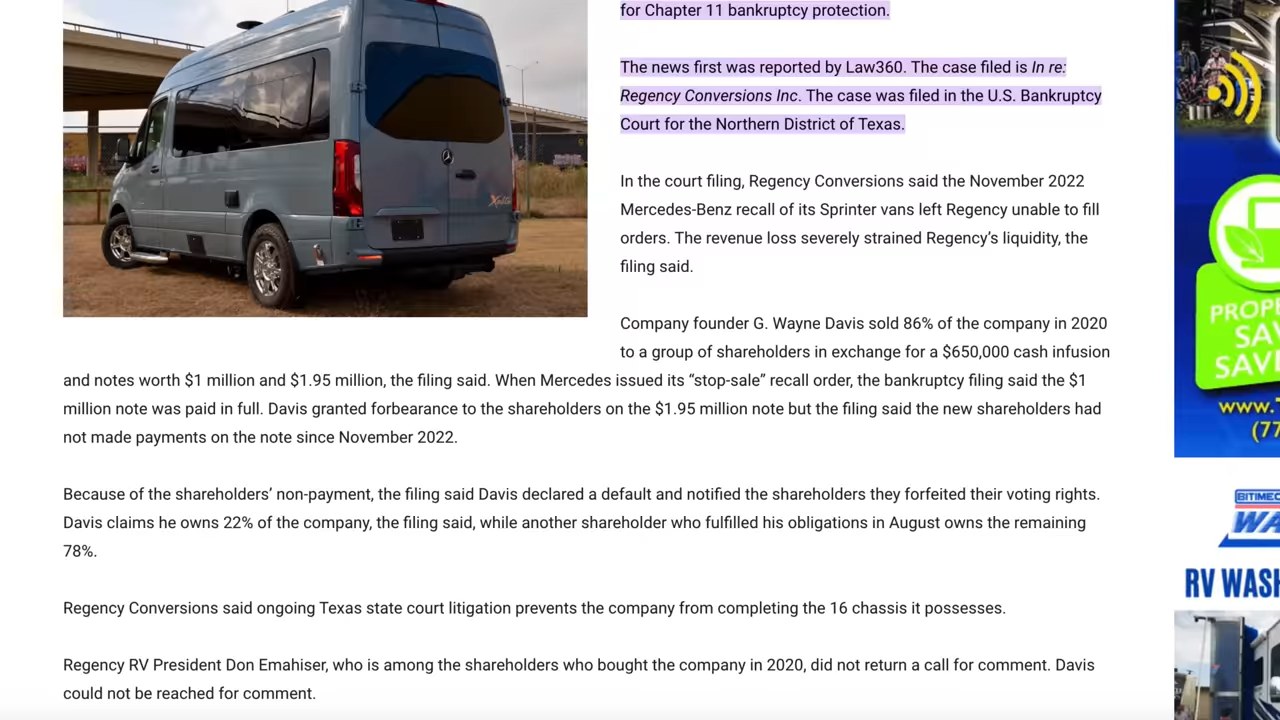 for Chapter 11 bankruptcy protection.
The news first was reported by Law360. The case filed is In re:
Regency Conversions Inc. The case was filed in the U.S. Bankruptcy
Court for the Northern District of Texas.
In the court filing, Regency Conversions said the November 2022
Mercedes-Benz recall of its Sprinter vans left Regency unable to fill
orders. The revenue loss severely strained Regency’s liquidity, the
filing said.
Company founder G. Wayne Davis sold 86% of the company in 2020
to a group of shareholders in exchange for a $650,000 cash infusion
and notes worth $1 million and $1.95 million, the filing said. When Mercedes issued its “stop-sale” recall order, the bankruptcy filing said the $1
million note was paid in full. Davis granted forbearance to the shareholders on the $1.95 million note but the filing said the new shareholders had
not made payments on the note since November 2022.
Because of the shareholders’ non-payment, the filing said Davis declared a default and notified the shareholders they forfeited their voting rights.
Davis claims he owns 22% of the company, the filing said, while another shareholder who fulfilled his obligations in August owns the remaining
78%.
Regency Conversions said ongoing Texas state court litigation prevents the company from completing the 16 chassis it possesses.
Regency RV President Don Emahiser, who is among the shareholders who bought the company in 2020, did not return a call for comment. Davis
could not be reached for comment.
PROP
SA
SAVE
www.
(77
BITIMEC
WA
RV WASH